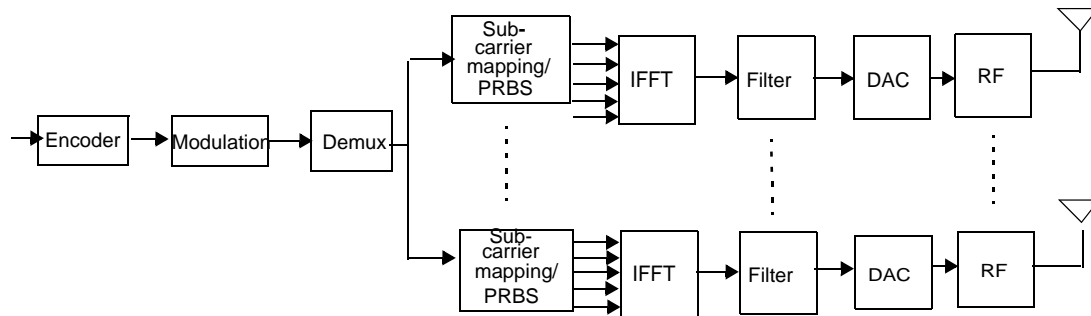 Sub-
carrier
mapping/
PRBS
IFFT
Filter
DAC
RF
Encoder
Modulation
Demux
Sub-
carrier
mapping/
PRBS
IFFT
Filter
DAC
RF